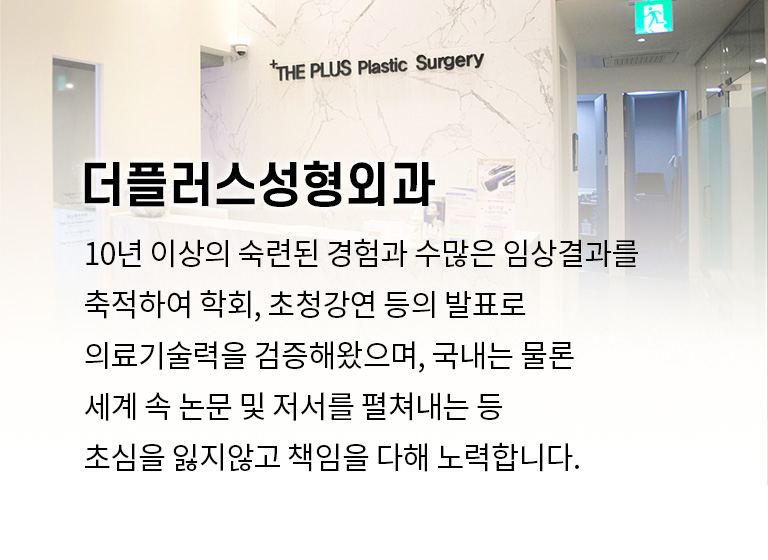 +THE PLUS Plastic Surgery
더플러스성형외과
10년 이상의 숙련된 경험과 수많은 임상결과를
축적하여 학회, 초청강연 등의 발표로
의료기술력을 검증해왔으며, 국내는 물론
세계 속 논문 및 저서를 펼쳐내는 등
초심을 잃지않고 책임을 다해 노력합니다.